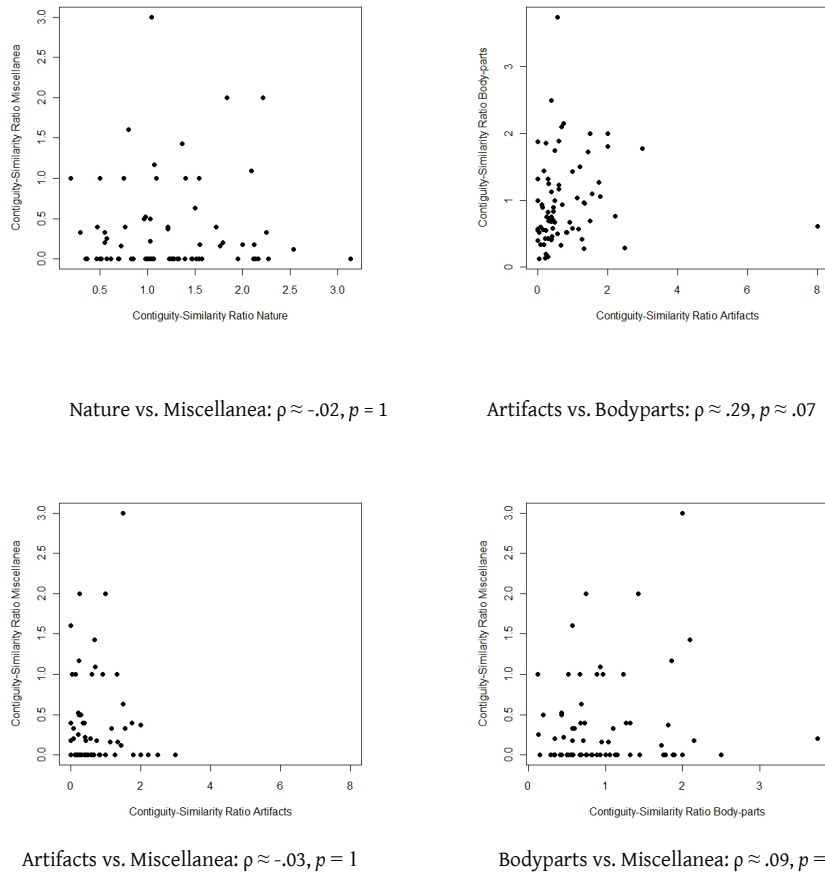 3.0
2.5
2.0
1.5
1.0
0.5
0.0
Contiguity-Similarity Ratio Miscellanea
0.5 1.0 1.5 2.0 2.5 3.0
Contiguity-Similarity Ratio Nature
3
2
1
0
Contiguity-Similarity Ratio Body-parts
0 2 4 6 8
Contiguity-Similarity Ratio Artifacts
Nature vs. Miscellanea: ρ ≈ -.02, p = 1
Artifacts vs. Bodyparts: ρ ≈ .29, p ≈ .07
3.0
2.5
2.0
1.5
1.0
0.5
0.0
Contiguity-Similarity Ratio Miscellanea
0 2 4 6 8
Contiguity-Similarity Ratio Artifacts
3.0
2.5
2.0
1.5
1.0
0.5
0.0
Contiguity-Similarity Ratio Miscellanea
0 1 2 3
Contiguity-Similarity Ratio Body-parts
Artifacts vs. Miscellanea: ρ ≈ -.03, p = 1
Bodyparts vs. Miscellanea: ρ ≈ .09, p =